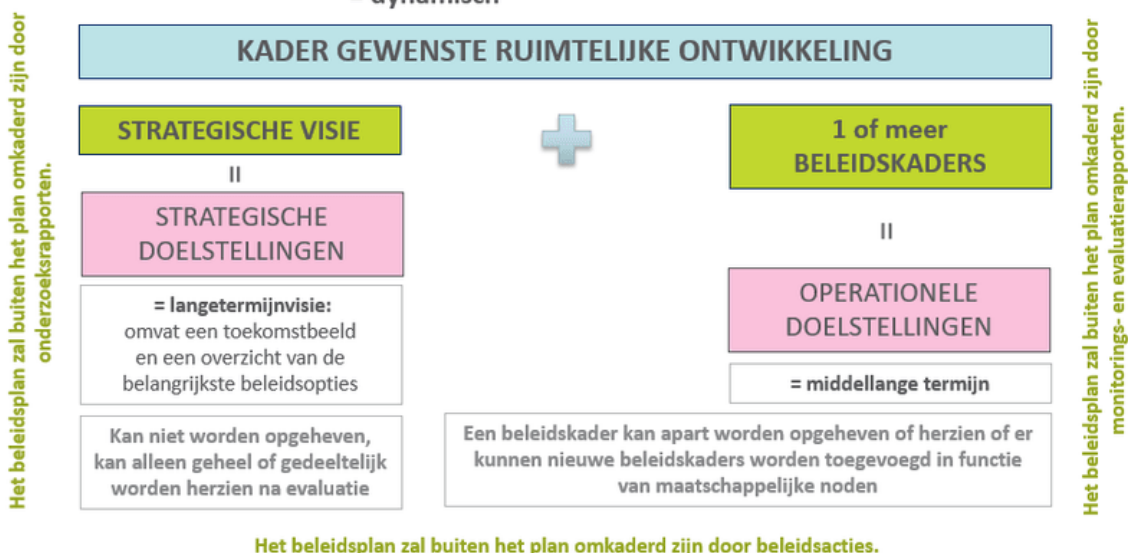 = dynamisch
KADER GEWENSTE RUIMTELIJKE ONTWIKKELING
STRATEGISCHE VISIE
=
STRATEGISCHE
DOELSTELLINGEN
= langetermijnvisie:
omvat een toekomstbeeld
en een overzicht van de
belangrijkste beleidsopties
Kan niet worden opgeheven,
kan alleen geheel of gedeeltelijk
worden herzien na evaluatie
+
1 of meer
BELEIDSKADERS
=
OPERATIONELE
DOELSTELLINGEN
= middellange termijn
Een beleidskader kan apart worden opgeheven of herzien of er
kunnen nieuwe beleidskaders worden toegevoegd in functie
van maatschappelijke noden
Het beleidsplan zal buiten het plan omkaderd zijn door
onderzoeksrapporten.
Het beleidsplan zal buiten het plan omkaderd zijn door
monitorings- en evaluatierapporten.
Het beleidsplan zal buiten het plan omkaderd zijn door beleidsacties.